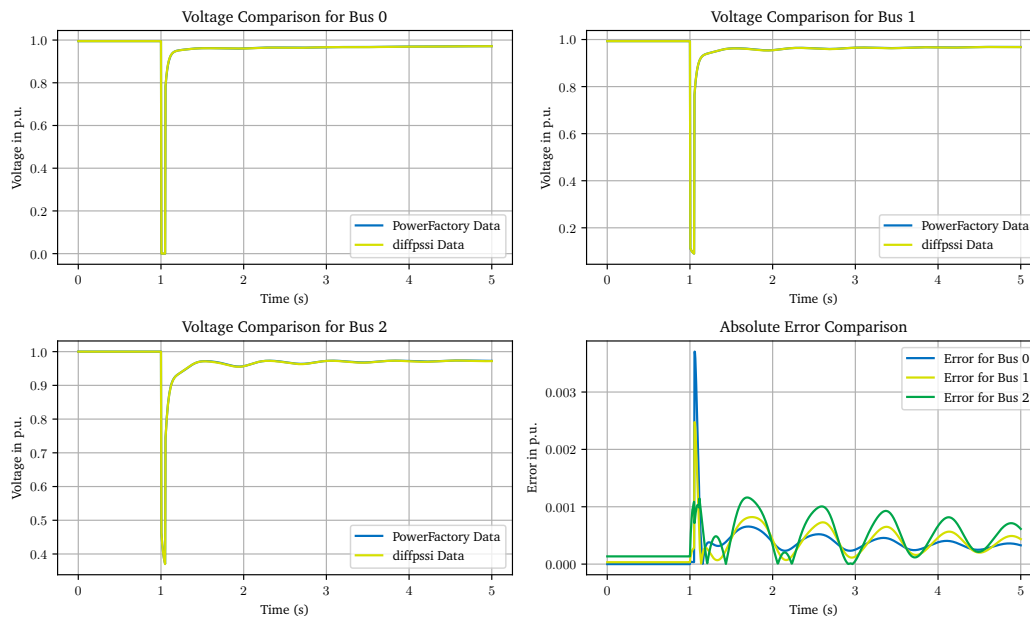 Voltage Comparison for Bus 0
1.0
0.8
0.6
0.4
0.2
0.0
Voltage in p.u.
PowerFactory Data
diffpssi Data
0 1 2 3 4 5
Time (s)
Voltage Comparison for Bus 1
1.0
0.8
0.6
0.4
0.2
Voltage in p.u.
PowerFactory Data
diffpssi Data
0 1 2 3 4 5
Time (s)
Voltage Comparison for Bus 2
1.0
0.9
0.8
0.7
0.6
0.5
0.4
Voltage in p.u.
PowerFactory Data
diffpssi Data
0 1 2 3 4 5
Time (s)
Absolute Error Comparison
0.003
0.002
0.001
0.000
Error in p.u.
Error for Bus 0
Error for Bus 1
Error for Bus 2
0 1 2 3 4 5
Time (s)